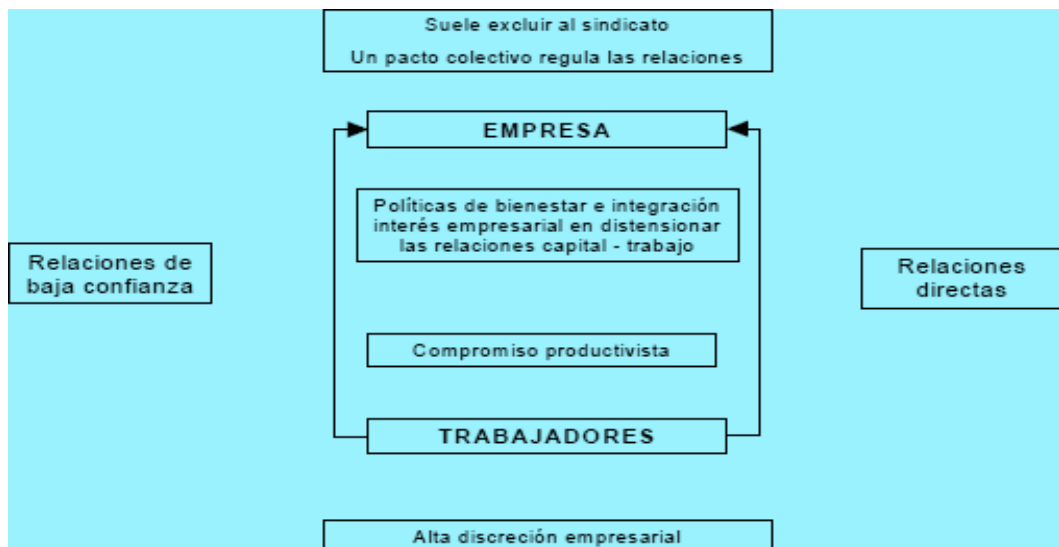 Suele excluir al sindicato
Un pacto colectivo regula las relaciones
EMPRESA
Políticas de bienestar e integración
interés empresarial en distensionar
las relaciones capital - trabajo
Relaciones de
baja confianza
Relaciones
directas
Compromiso productivista
TRABAJADORES
Alta discreción empresarial